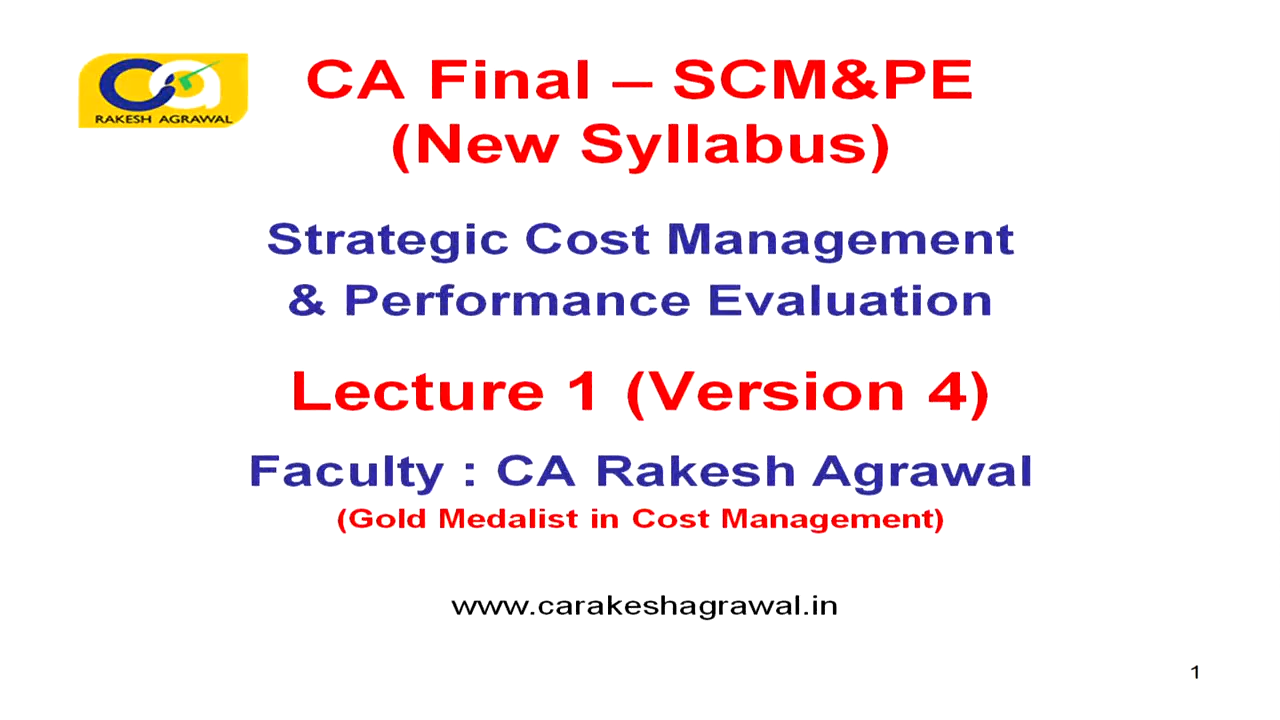 CA Final – SCM&PE
(New Syllabus)
ca
RAKESH AGRAWAL
Strategic Cost Management
& Performance Evaluation
Lecture 1 (Version 4)
Faculty : CA Rakesh Agrawal
(Gold Medalist in Cost Management)
www.carakeshagrawal.in
1